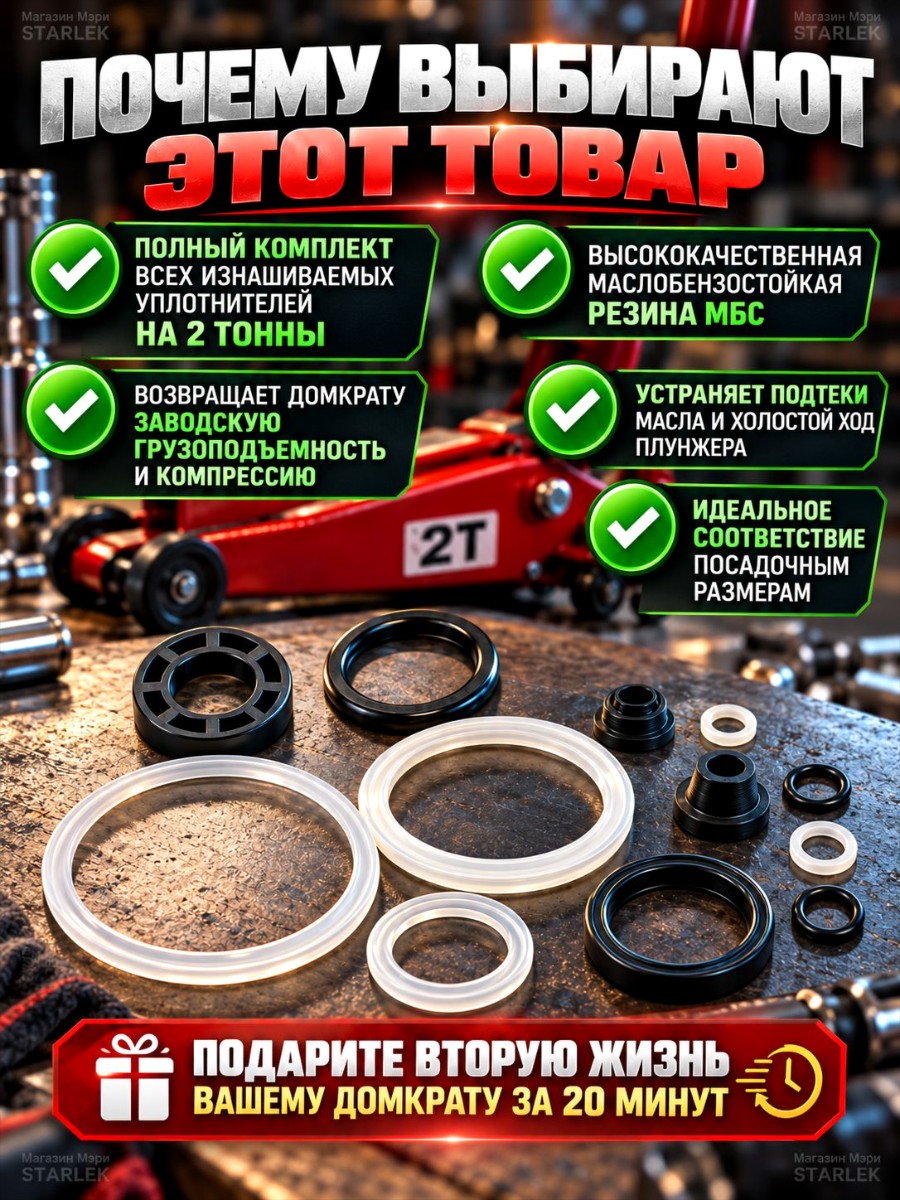 Магазин Мэри
STARLEK
Магазин Мэри
STARLEK
ПОЧЕМУ ВЫБИРАЮТ
ЭТОТ ТОВАР
ПОЛНЫЙ КОМПЛЕКТ
ВСЕХ ИЗНАШИВАЕМЫХ
УПЛОТНИТЕЛЕЙ
НА 2 ТОННЫ
ВЫСОКОКАЧЕСТВЕННАЯ
МАСЛОБЕНЗОСТОЙКАЯ
РЕЗИНА МБС
ВОЗВРАЩАЕТ ДОМКРАТУ
ЗАВОДСКУЮ
ГРУЗОПОДЪЕМНОСТЬ
И КОМПРЕССИЮ
УСТРАНЯЕТ ПОДТЕКИ
МАСЛА И ХОЛОСТОЙ ХОД
ПЛУНЖЕРА
ИДЕАЛЬНОЕ
СООТВЕТСТВИЕ
ПОСАДОЧНЫМ
РАЗМЕРАМ
2T
ПОДАРИТЕ ВТОРУЮ ЖИЗНЬ
ВАШЕМУ ДОМКРАТУ ЗА 20 МИНУТ
Магазин Мэри
STARLEK
Магазин Мэри
STARLEK